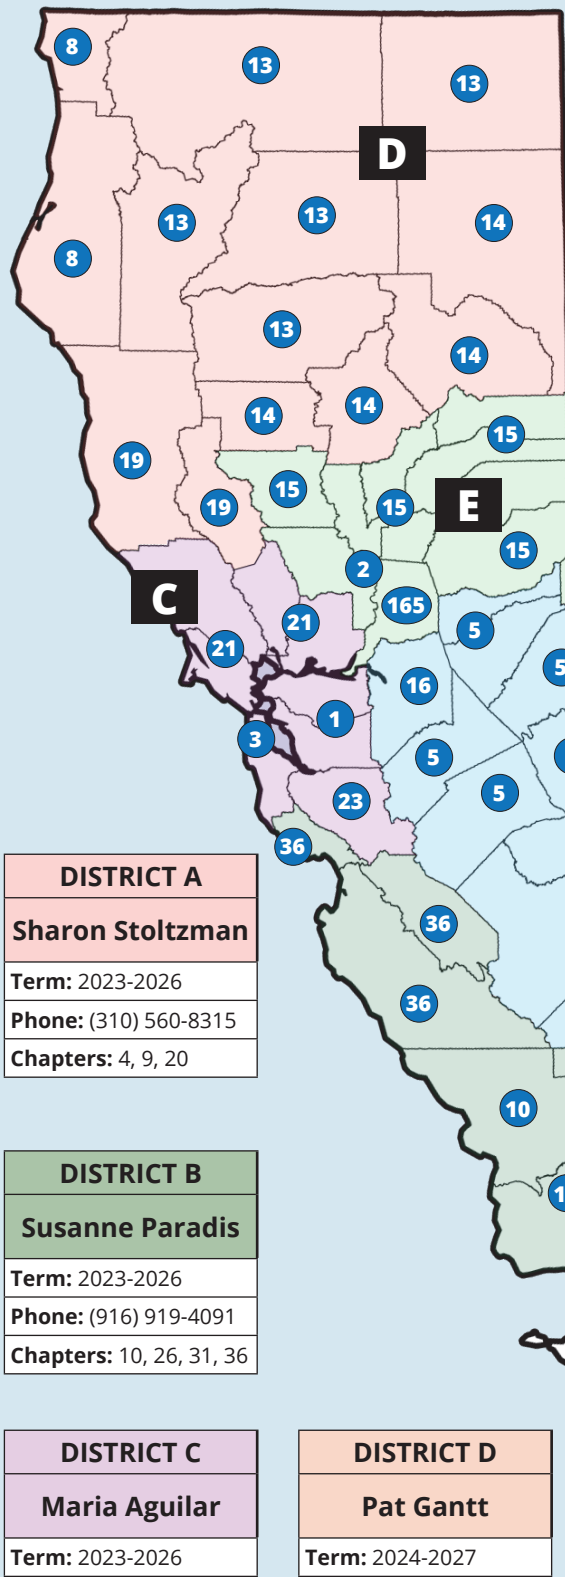 8
13
13
D
13
13
14
8
13
14
14
14
19
15
15
19
15
E
15
2
C
165
21
5
21
5
16
1
3
5
5
23
36
36
36
10
1
DISTRICT A
Sharon Stoltzman
Term: 2023-2026
Phone: (310) 560-8315
Chapters: 4, 9, 20
DISTRICT B
Susanne Paradis
Term: 2023-2026
Phone: (916) 919-4091
Chapters: 10, 26, 31, 36
DISTRICT C
Maria Aguilar
Term: 2023-2026
DISTRICT D
Pat Gantt
Term: 2024-2027